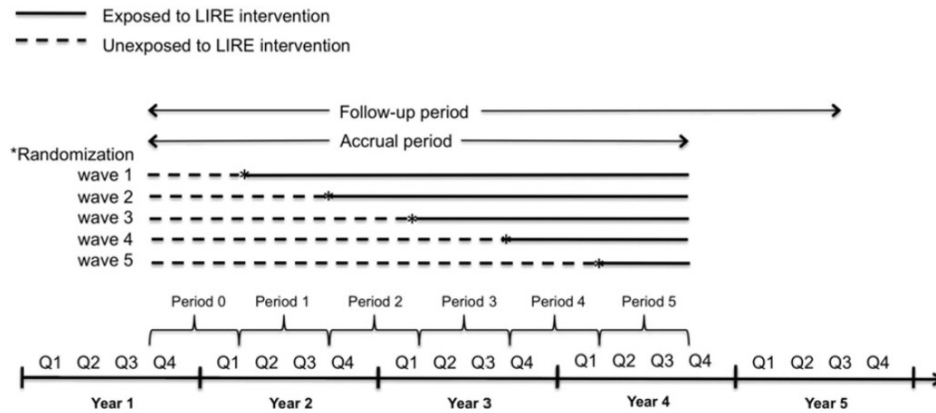 Exposed to LIRE intervention
Unexposed to LIRE intervention
Follow-up period
Accrual period
*Randomization
wave 1
wave 2
wave 3
wave 4
wave 5
Period 0 Period 1 Period 2 Period 3 Period 4 Period 5
Q1 Q2 Q3 Q4 Q1 Q2 Q3 Q4 Q1 Q2 Q3 Q4 Q1 Q2 Q3 Q4 Q1 Q2 Q3 Q4
Year 1 Year 2 Year 3 Year 4 Year 5